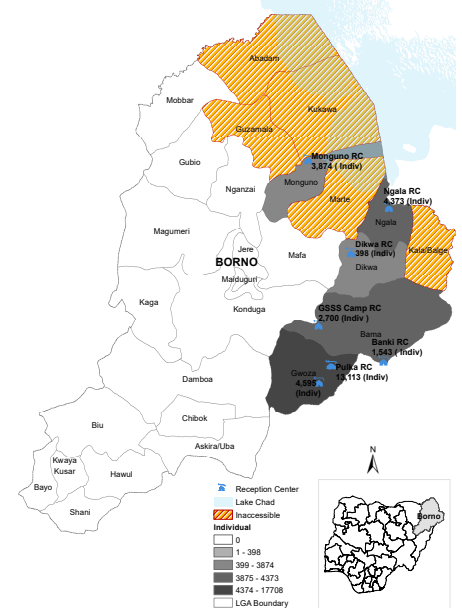 Abadam
Mobbar
Kukawa
Guzamala
Gubio
Monguno RC
3,874 ( Indiv)
Nganzai
Monguno
Marte
Ngala RC
4,373 (Indiv)
Ngala
Magumeri
Jere
BORNO
Maiduguri
Mafa
Dikwa RC
398 (Indiv)
Dikwa
Kala/Balge
Kaga
Konduga
GSSS Camp RC
2,700 (Indiv )
Bama
Banki RC
1,543 ( Indiv)
Gwoza
4,595
(Indiv)
Pulka RC
13,113 (Indiv)
Damboa
Biu
Chibok
Askira/Uba
Kwaya
Kusar
Bayo
Hawul
Shani
N
Reception Center
Lake Chad
Inaccessible
Individual
0
1 - 398
399 - 3874
3875 - 4373
4374 - 17708
LGA Boundary
Borno